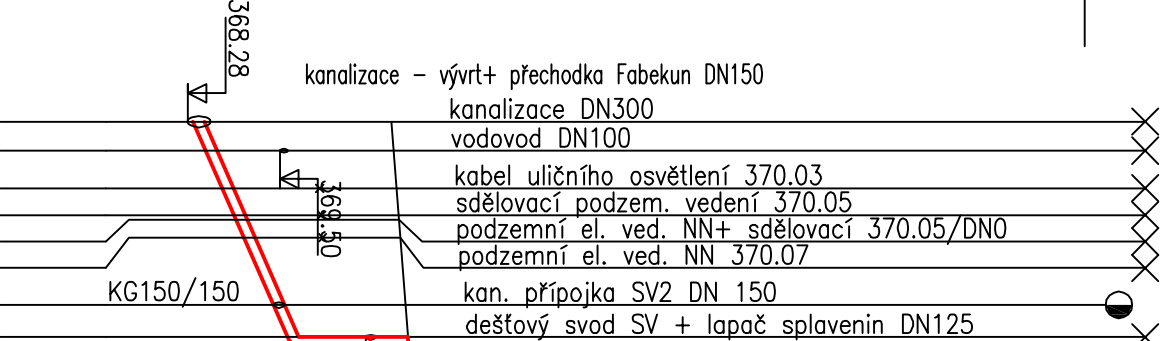 368.28
kanalizace - vývrt+ přechodka Fabekun DN150
kanalizace DN300
vodovod DN100
kabel uličního osvětlení 370.03
369.50
sdělovací podzem. vedení 370.05
podzemní el. ved. NN+ sdělovací 370.05/DN0
podzemní el. ved. NN 370.07
KG150/150
kan. přípojka SV2 DN 150
dešťový svod SV + lapač splavenin DN125